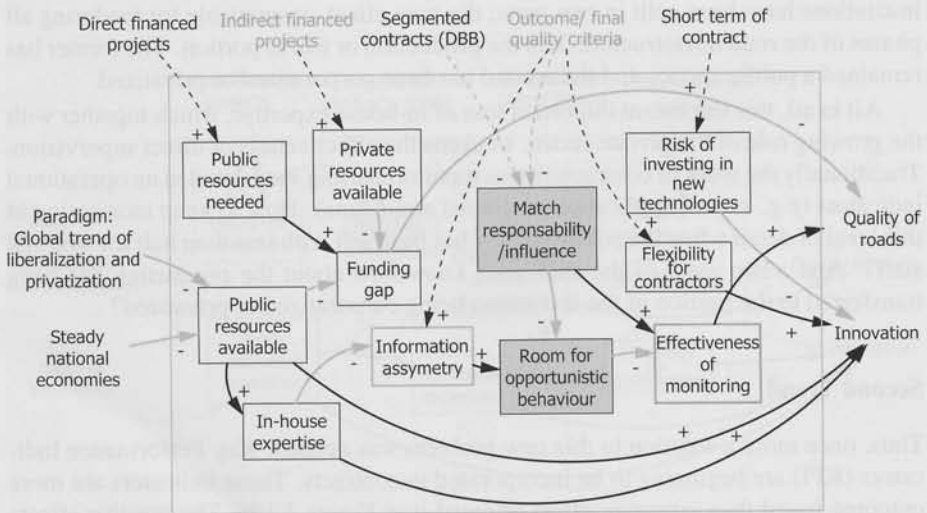 Direct financed
projects
Indirect financed
projects
Segmented
contracts (DBB)
Outcome/ final
quality criteria
Short term of
contract
+
-
+
+
+
Public
resources
needed
Private
resources
available
Risk of
investing in
new
technologies
Paradigm:
Global trend of
liberalization and
privatization
Match
responsability
/influence
Quality of
roads
+
-
+
-
+
Funding
gap
Flexibility
for
contractors
-
Public
resources
available
+
-
+
-
+
+
Steady
national
economies
Information
assymetry
+
Room for
opportunistic
behaviour
-
Effectiveness
of
monitoring
Innovation
+
In-house
expertise
+
+